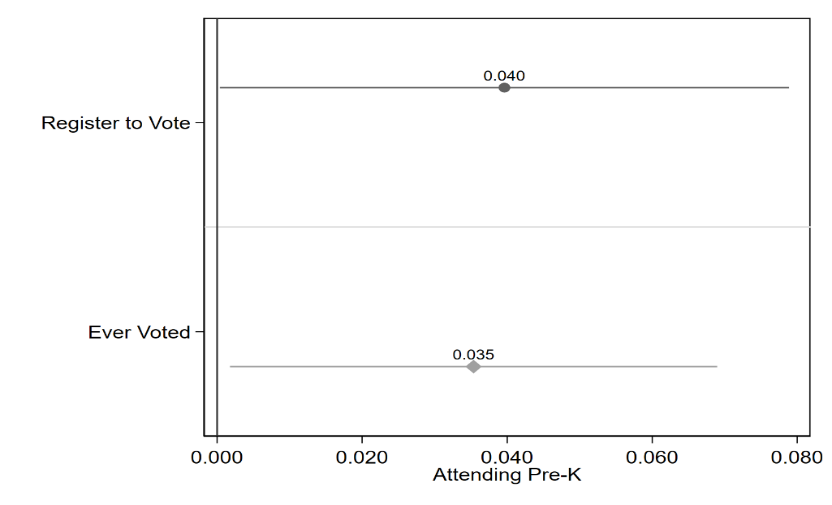 0.040
Register to Vote
Ever Voted
0.035
0.000 0.020 0.040 0.060 0.080
Attending Pre-K